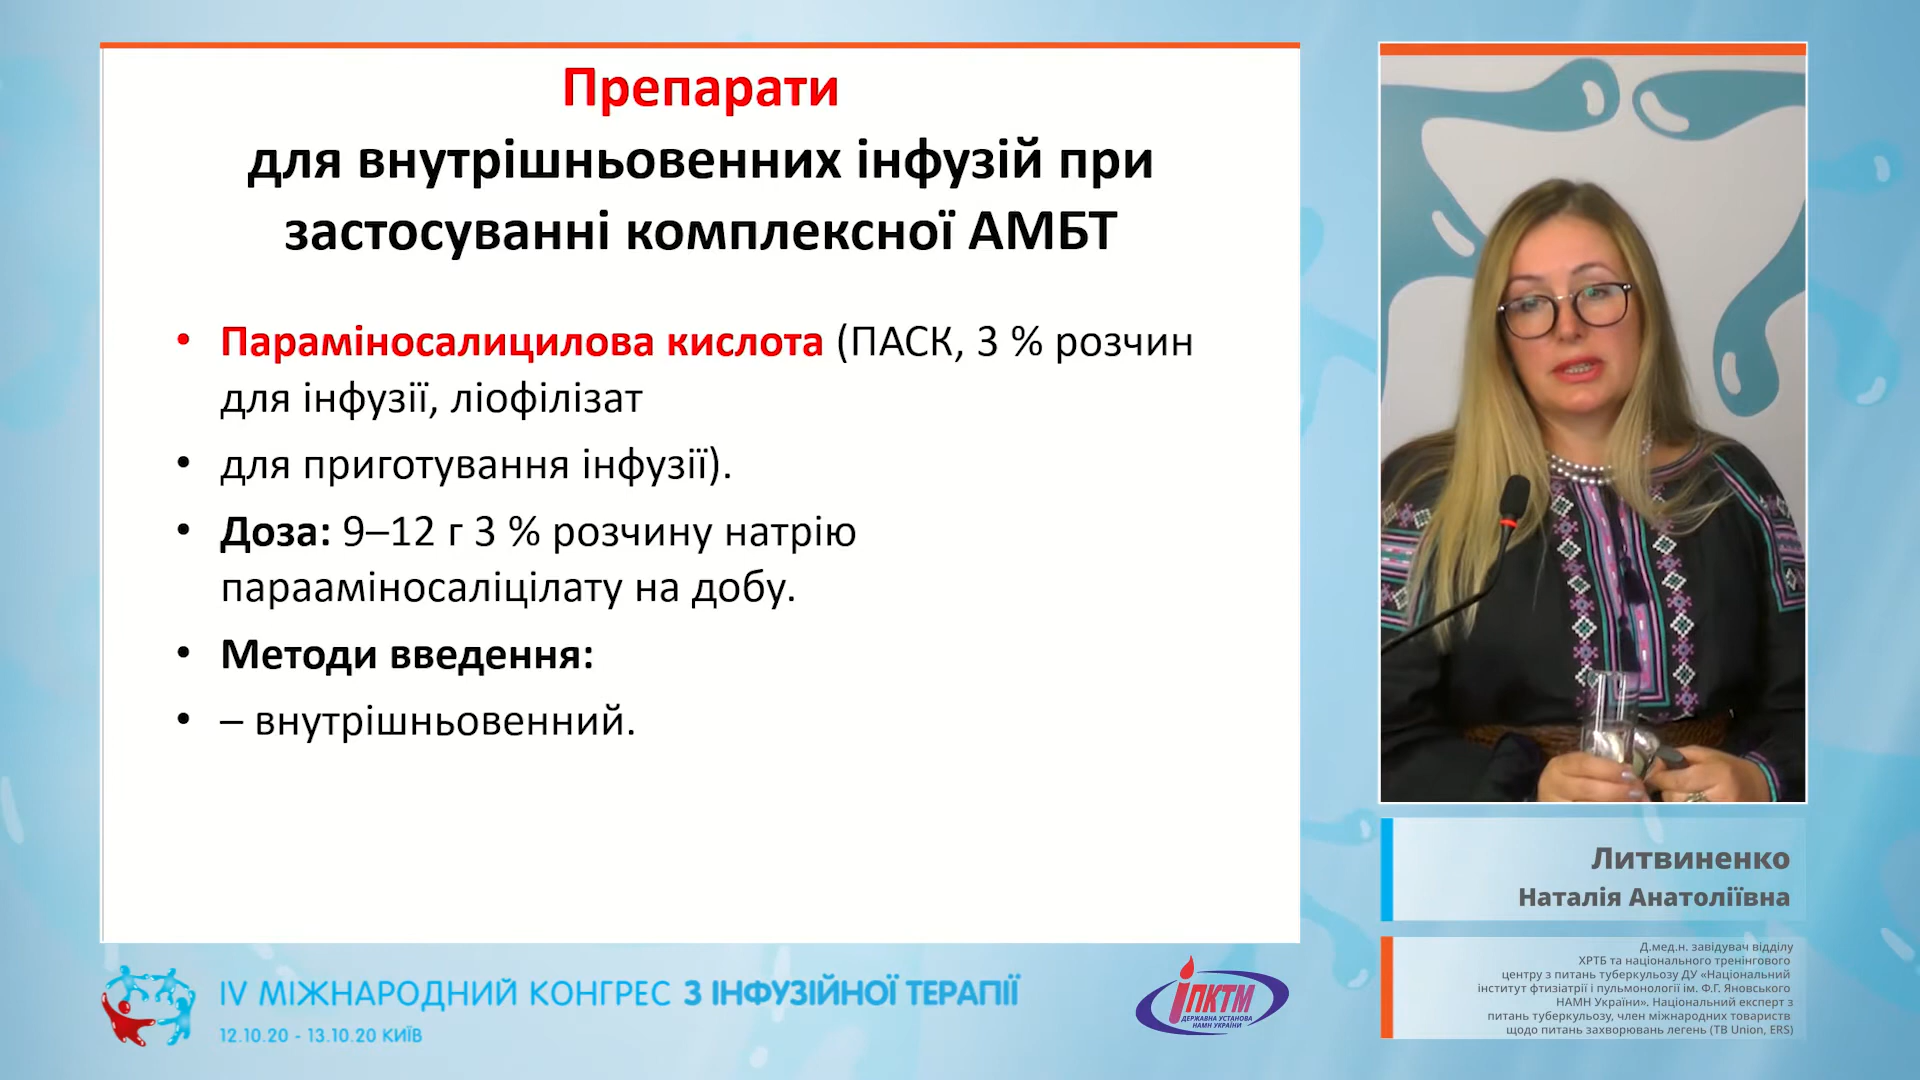 Препарати
для внутрішньовенних інфузій при
застосуванні комплексної АМБТ
• Параміносалицилова кислота (ПАСК, 3 % розчин
для інфузії, ліофілізат
• для приготування інфузії).
• Доза: 9–12 г 3 % розчину натрію
парааміносаліцілату на добу.
• Методи введення:
• – внутрішньовенний.
Литвиненко
Наталія Анатоліївна
Д.мед.н. завідувач відділу
ХРТБ та національного тренінгового
центру з питань туберкульозу ДУ «Національний
інститут фтизіатрії і пульмонології ім. Ф.Г. Яновського
НАМН України». Національний експерт з
питань туберкульозу, член міжнародних товариств
щодо питань захворювань легень (TB Union, ERS)
IV МІЖНАРОДНИЙ КОНГРЕС З ІНФУЗІЙНОЇ ТЕРАПІЇ
12.10.20 - 13.10.20 КИЇВ
ІПКТМ
ДЕРЖАВНА УСТАНОВА
НАМН УКРАЇНИ